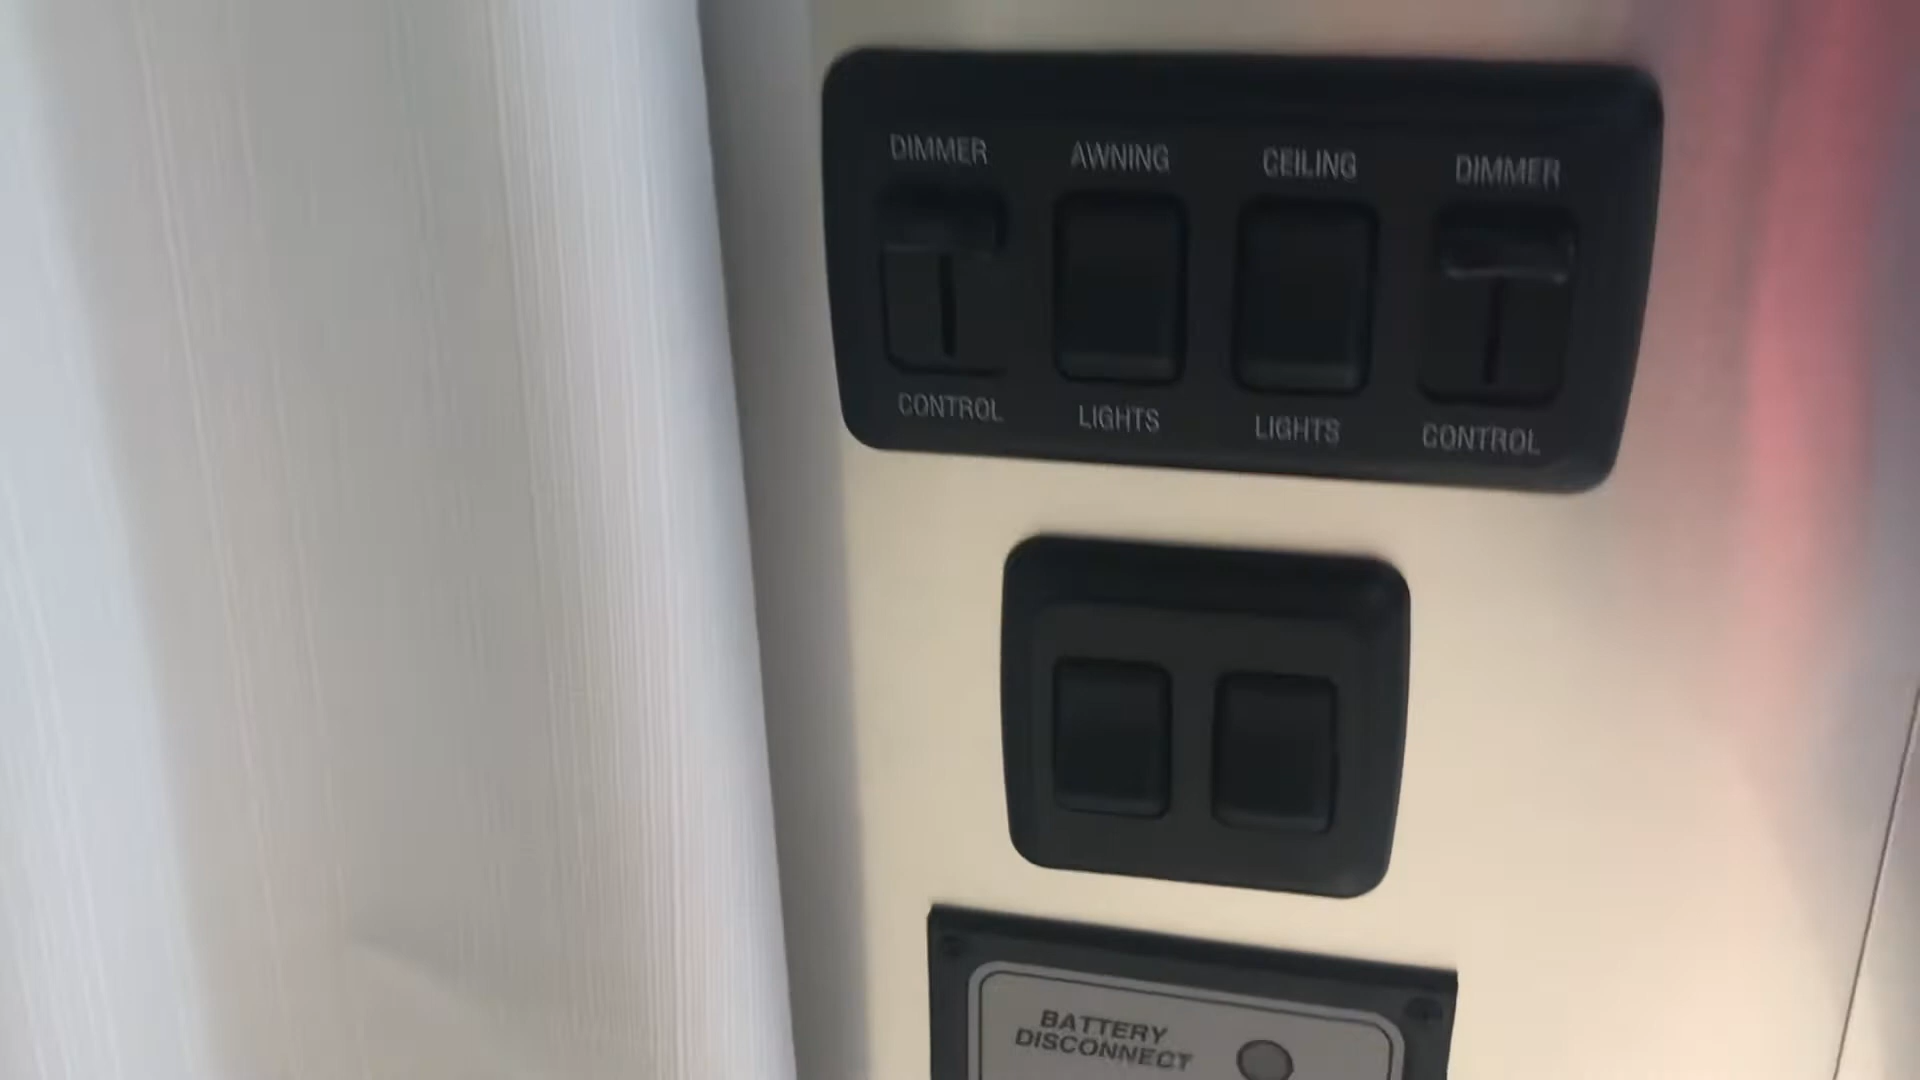 DIMMER AWNING CEILING DIMMER
CONTROL LIGHTS LIGHTS CONTROL
BATTERY
DISCONNECT